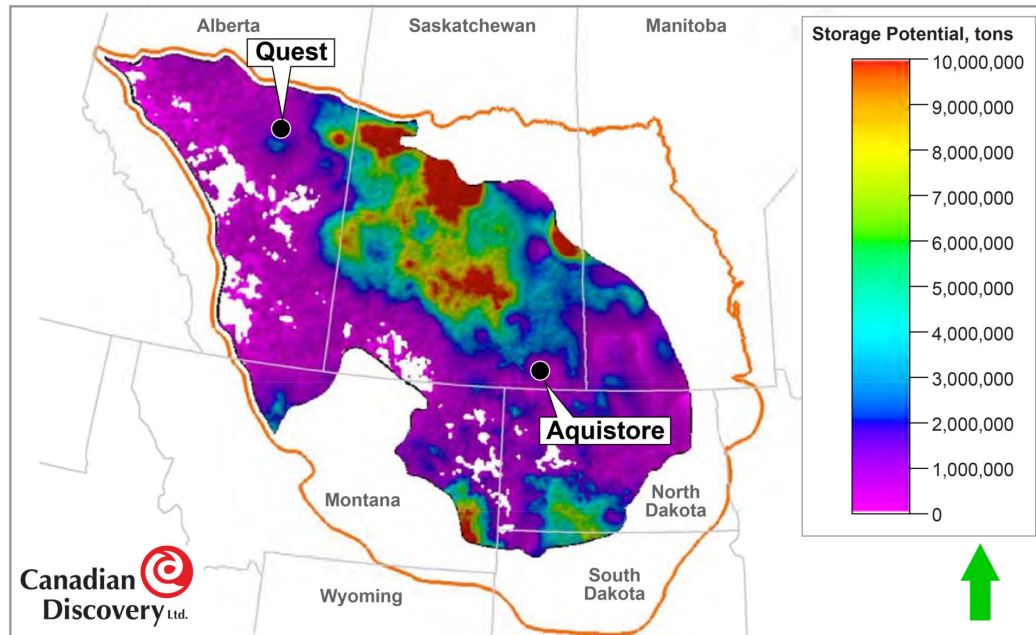 Alberta
Saskatchewan
Manitoba
Quest
Aquistore
Montana
North
Dakota
South
Dakota
Wyoming
Canadian
Discovery Ltd.
Storage Potential, tons
10,000,000
9,000,000
8,000,000
7,000,000
6,000,000
5,000,000
4,000,000
3,000,000
2,000,000
1,000,000
0